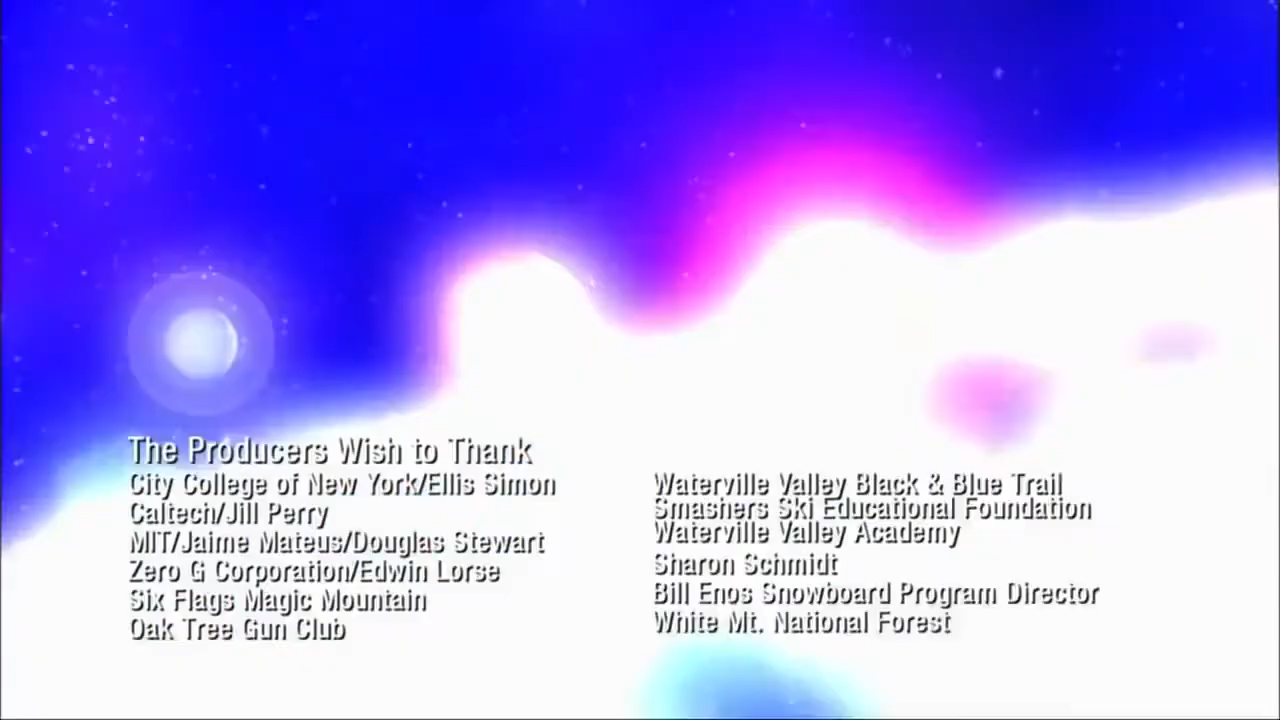 The Producers Wish to Thank
City College of New York/Ellis Simon
Caltech/Jill Perry
MIT/Jaime Mateus/Douglas Stewart
Zero G Corporation/Edwin Lorse
Six Flags Magic Mountain
Oak Tree Gun Club
Waterville Valley Black & Blue Trail
Smashers Ski Educational Foundation
Waterville Valley Academy
Sharon Schmidt
Bill Enos Snowboard Program Director
White Mt. National Forest